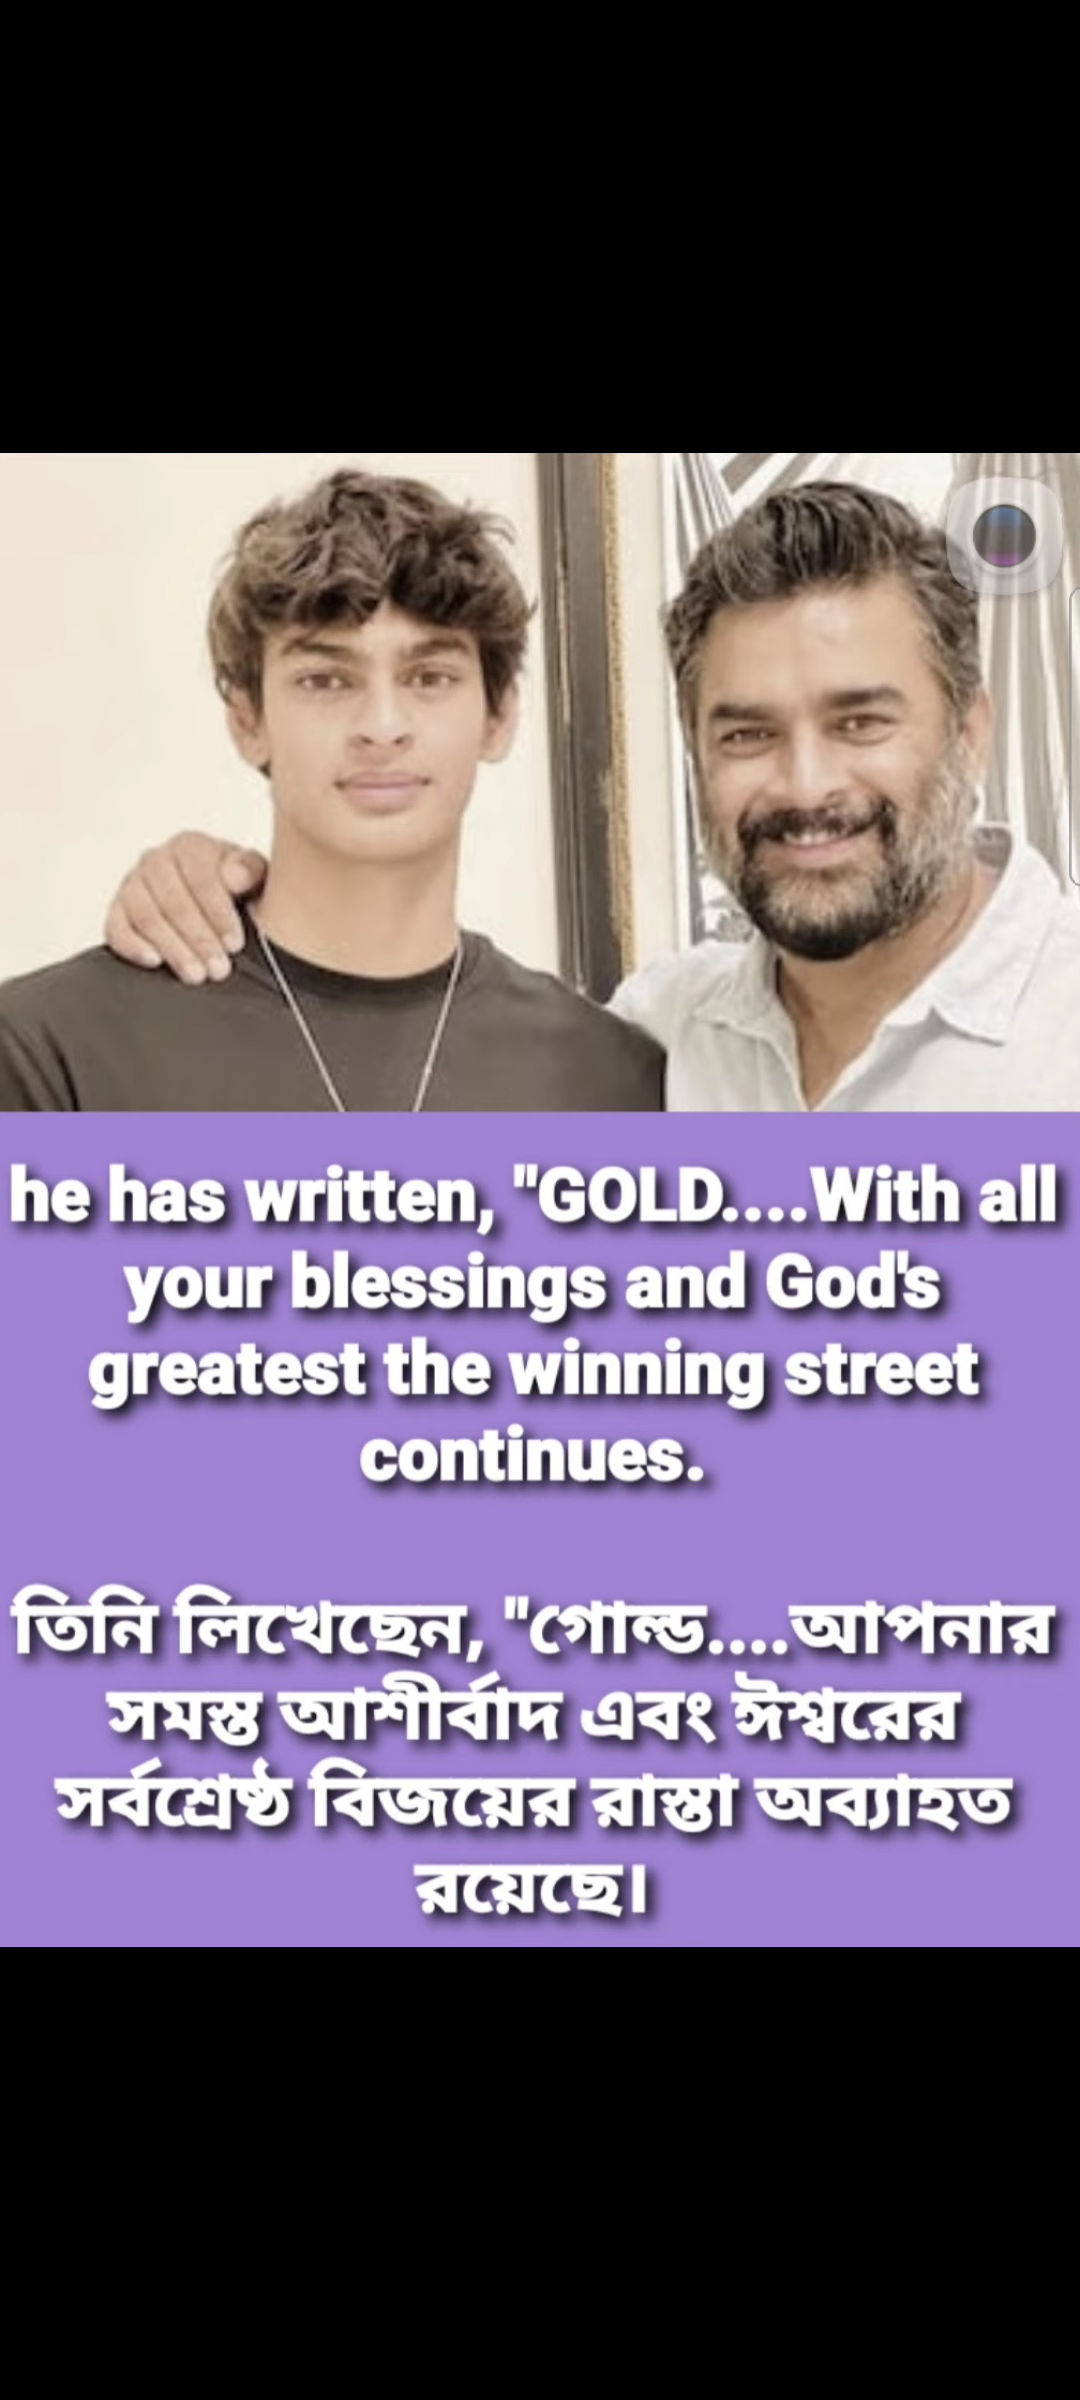 he has written, "GOLD....With all
your blessings and God's
greatest the winning street
continues.
তিনি লিখেছেন, "গোল্ড....আপনার
সমস্ত আশীর্বাদ এবং ঈশ্বরের
সর্বশ্রেষ্ঠ বিজয়ের রাস্তা অব্যাহত
রয়েছে।